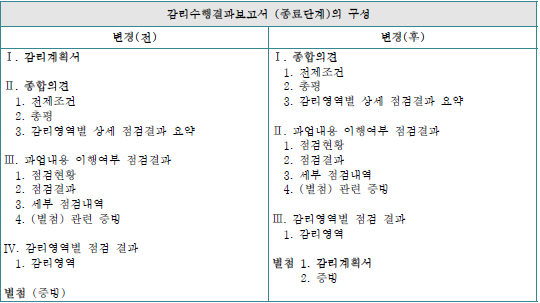 감리수행결과보고서 (종료단계)의 구성
변경(전)
Ⅰ. 감리계획서
Ⅱ. 종합의견
1. 전제조건
2. 총평
3. 감리영역별 상세 점검결과 요약
Ⅲ. 과업내용 이행여부 점검결과
1. 점검현황
2. 점검결과
3. 세부 점검내역
4. (별첨) 관련 증빙
Ⅳ. 감리영역별 점검 결과
1. 감리영역
별첨 (증빙)
변경(후)
Ⅰ. 종합의견
1. 전제조건
2. 총평
3. 감리영역별 상세 점검결과 요약
Ⅱ. 과업내용 이행여부 점검결과
1. 점검현황
2. 점검결과
3. 세부 점검내역
4. (별첨) 관련 증빙
Ⅲ. 감리영역별 점검 결과
1. 감리영역
별첨 1. 감리계획서
2. 증빙